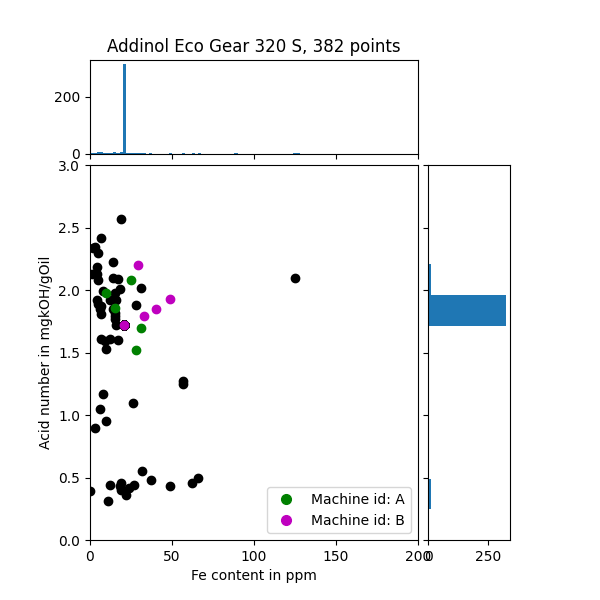 Addinol Eco Gear 320 S, 382 points
200
0
3.0
2.5
2.0
1.5
1.0
0.5
0.0
Acid number in mgkOH/gOil
Machine id: A
Machine id: B
0 50 100 150 200
0 250
Fe content in ppm